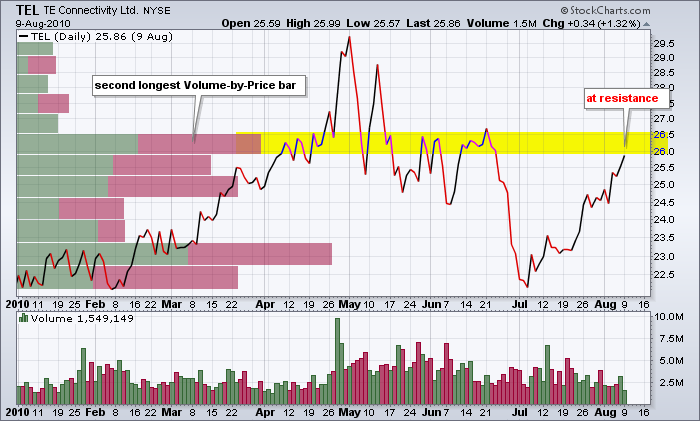 TEL TE Connectivity Ltd. NYSE © StockCharts.com
9-Aug-2010 Open 25.59 High 25.99 Low 25.57 Last 25.86 Volume 1.5M Chg +0.34 (+1.32%)
TEL (Daily) 25.86 (9 Aug)
second longest Volume-by-Price bar
at resistance
29.5
29.0
28.5
28.0
27.5
27.0
26.5
26.0
25.5
25.0
24.5
24.0
23.5
23.0
22.5
2010 11 19 25 Feb 8 16 22 Mar 8 15 22 Apr 12 19 26 May 10 17 24 Jun 14 21 Jul 12 19 26 Aug 9 16
Volume 1,549,149
10.0M
7.5M
5.0M
2.5M
2010 11 19 25 Feb 8 16 22 Mar 8 15 22 Apr 12 19 26 May 10 17 24 Jun 14 21 Jul 12 19 26 Aug 9 16